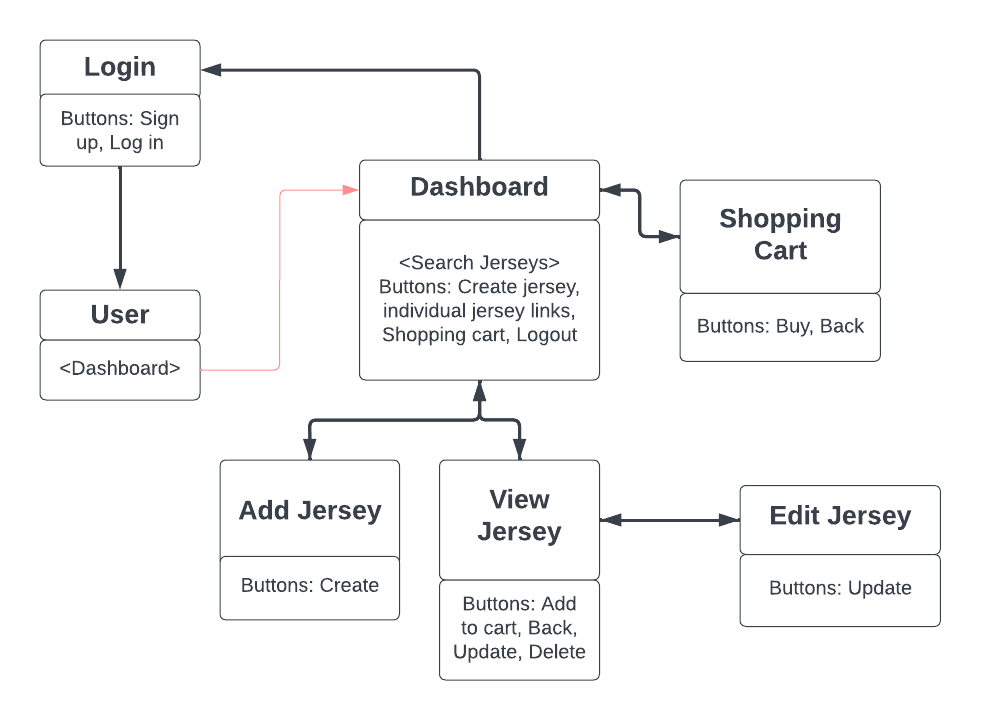 Login
Buttons: Sign
up, Log in
Dashboard
<Search Jerseys>
Buttons: Create jersey,
individual jersey links,
Shopping cart, Logout
Shopping
Cart
Buttons: Buy, Back
User
<Dashboard>
Add Jersey
Buttons: Create
View
Jersey
Buttons: Add
to cart, Back,
Update, Delete
Edit Jersey
Buttons: Update